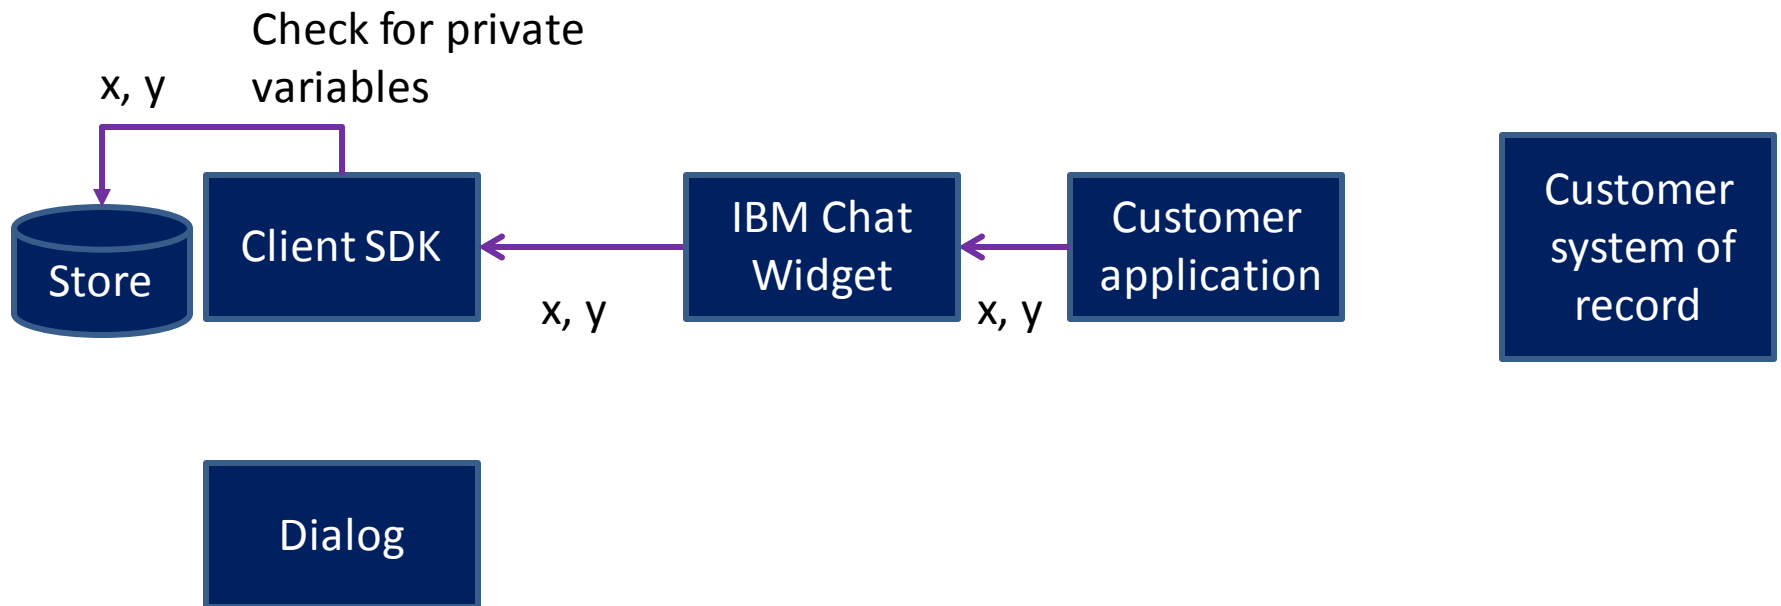 Check for private
variables
x, y
Store
Client SDK
IBM Chat
Widget
Customer
application
Customer
system of
record
x, y
x, y
Dialog